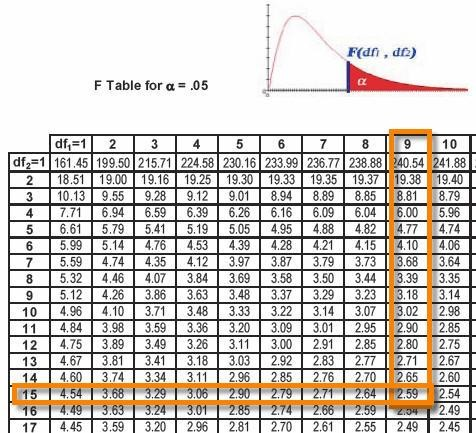 F(df₁ , df₂)
α
F Table for α = .05
df₁=1 2 3 4 5 6 7 8 9 10
df₂=1 161.45 199.50 215.71 224.58 230.16 233.99 236.77 238.88 240.54 241.88
2 18.51 19.00 19.16 19.25 19.30 19.33 19.35 19.37 19.38 19.40
3 10.13 9.55 9.28 9.12 9.01 8.94 8.89 8.85 8.81 8.79
4 7.71 6.94 6.59 6.39 6.26 6.16 6.09 6.04 6.00 5.96
5 6.61 5.79 5.41 5.19 5.05 4.95 4.88 4.82 4.77 4.74
6 5.99 5.14 4.76 4.53 4.39 4.28 4.21 4.15 4.10 4.06
7 5.59 4.74 4.35 4.12 3.97 3.87 3.79 3.73 3.68 3.64
8 5.32 4.46 4.07 3.84 3.69 3.58 3.50 3.44 3.39 3.35
9 5.12 4.26 3.86 3.63 3.48 3.37 3.29 3.23 3.18 3.14
10 4.96 4.10 3.71 3.48 3.33 3.22 3.14 3.07 3.02 2.98
11 4.84 3.98 3.59 3.36 3.20 3.09 3.01 2.95 2.90 2.85
12 4.75 3.89 3.49 3.26 3.11 3.00 2.91 2.85 2.80 2.75
13 4.67 3.81 3.41 3.18 3.03 2.92 2.83 2.77 2.71 2.67
14 4.60 3.74 3.34 3.11 2.96 2.85 2.76 2.70 2.65 2.60
15 4.54 3.68 3.29 3.06 2.90 2.79 2.71 2.64 2.59 2.54
16 4.49 3.63 3.24 3.01 2.85 2.74 2.66 2.59 2.54 2.49
17 4.45 3.59 3.20 2.96 2.81 2.70 2.61 2.55 2.49 2.45